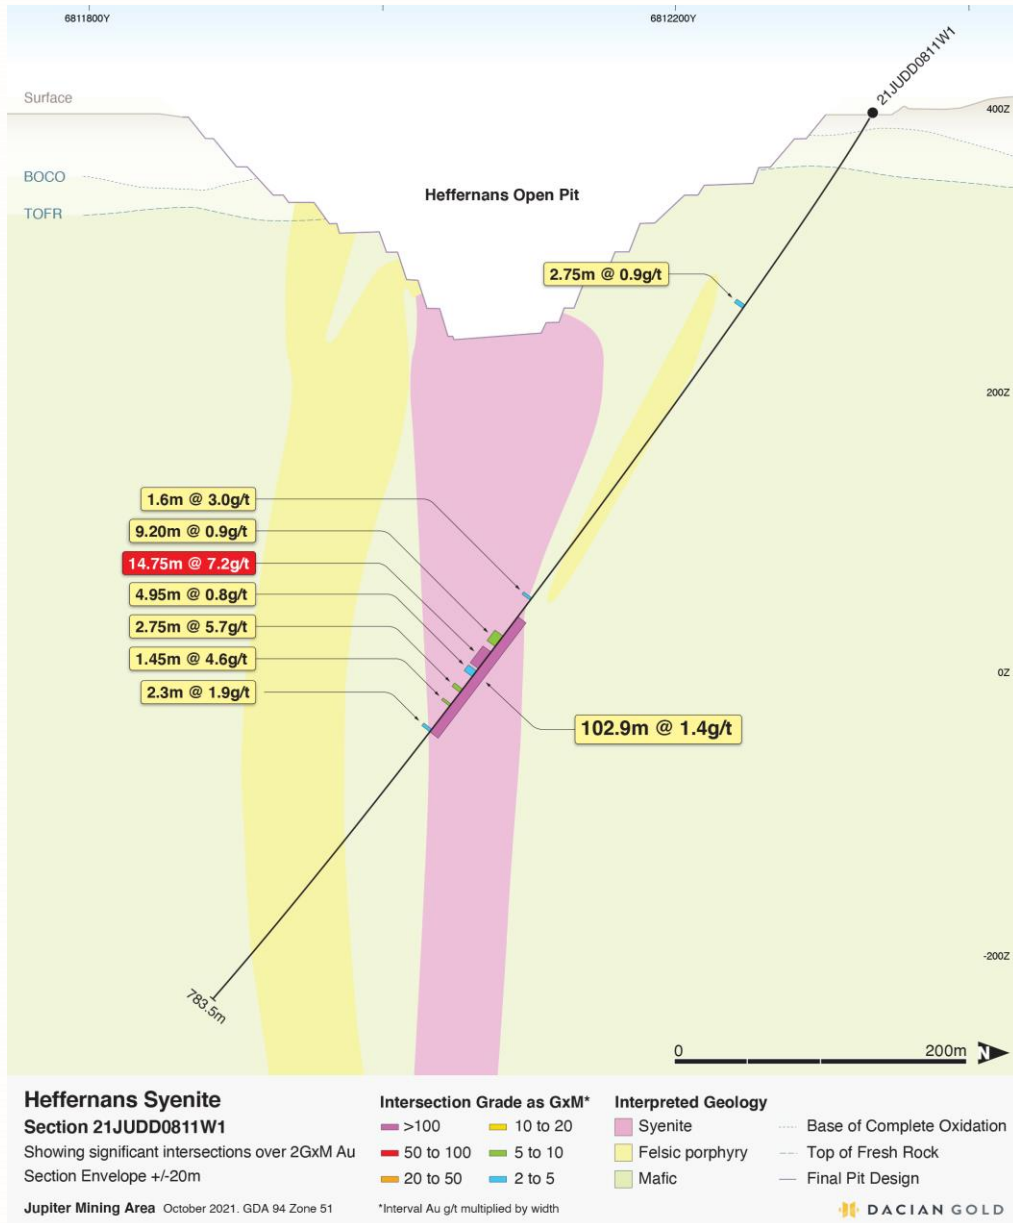 6811800Y
6812200Y
21JUDD0811W1
Surface
400Z
BOCO
Heffernans Open Pit
TOFR
2.75m @ 0.9g/t
200Z
1.6m @ 3.0g/t
9.20m @ 0.9g/t
14.75m @ 7.2g/t
4.95m @ 0.8g/t
2.75m @ 5.7g/t
1.45m @ 4.6g/t
2.3m @ 1.9g/t
0Z
102.9m @ 1.4g/t
-200Z
783.5m
0
200m
N
Heffernans Syenite
Section 21JUDD0811W1
Showing significant intersections over 2GxM Au
Section Envelope +/-20m
Jupiter Mining Area October 2021. GDA 94 Zone 51
Intersection Grade as GxM*
>100
10 to 20
50 to 100
5 to 10
20 to 50
2 to 5
*Interval Au g/t multiplied by width
Interpreted Geology
Syenite
Felsic porphyry
Mafic
Base of Complete Oxidation
Top of Fresh Rock
Final Pit Design
DACIAN GOLD